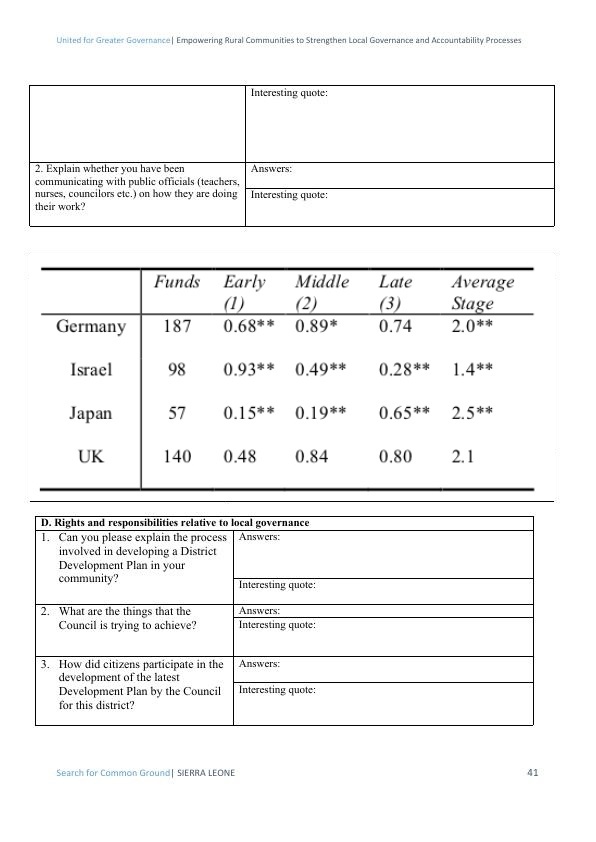 United for Greater Governance| Empowering Rural Communities to Strengthen Local Governance and Accountability Processes
Interesting quote:
2. Explain whether you have been
communicating with public officials (teachers,
nurses, councilors etc.) on how they are doing
their work?
Answers:
Interesting quote:
Funds Early Middle Late Average
(1) (2) (3) Stage
Germany 187 0.68** 0.89* 0.74 2.0**
Israel 98 0.93** 0.49** 0.28** 1.4**
Japan 57 0.15** 0.19** 0.65** 2.5**
UK 140 0.48 0.84 0.80 2.1
D. Rights and responsibilities relative to local governance
1. Can you please explain the process
involved in developing a District
Development Plan in your
community?
Answers:
Interesting quote:
2. What are the things that the
Council is trying to achieve?
Answers:
Interesting quote:
3. How did citizens participate in the
development of the latest
Development Plan by the Council
for this district?
Answers:
Interesting quote:
Search for Common Ground| SIERRA LEONE 41